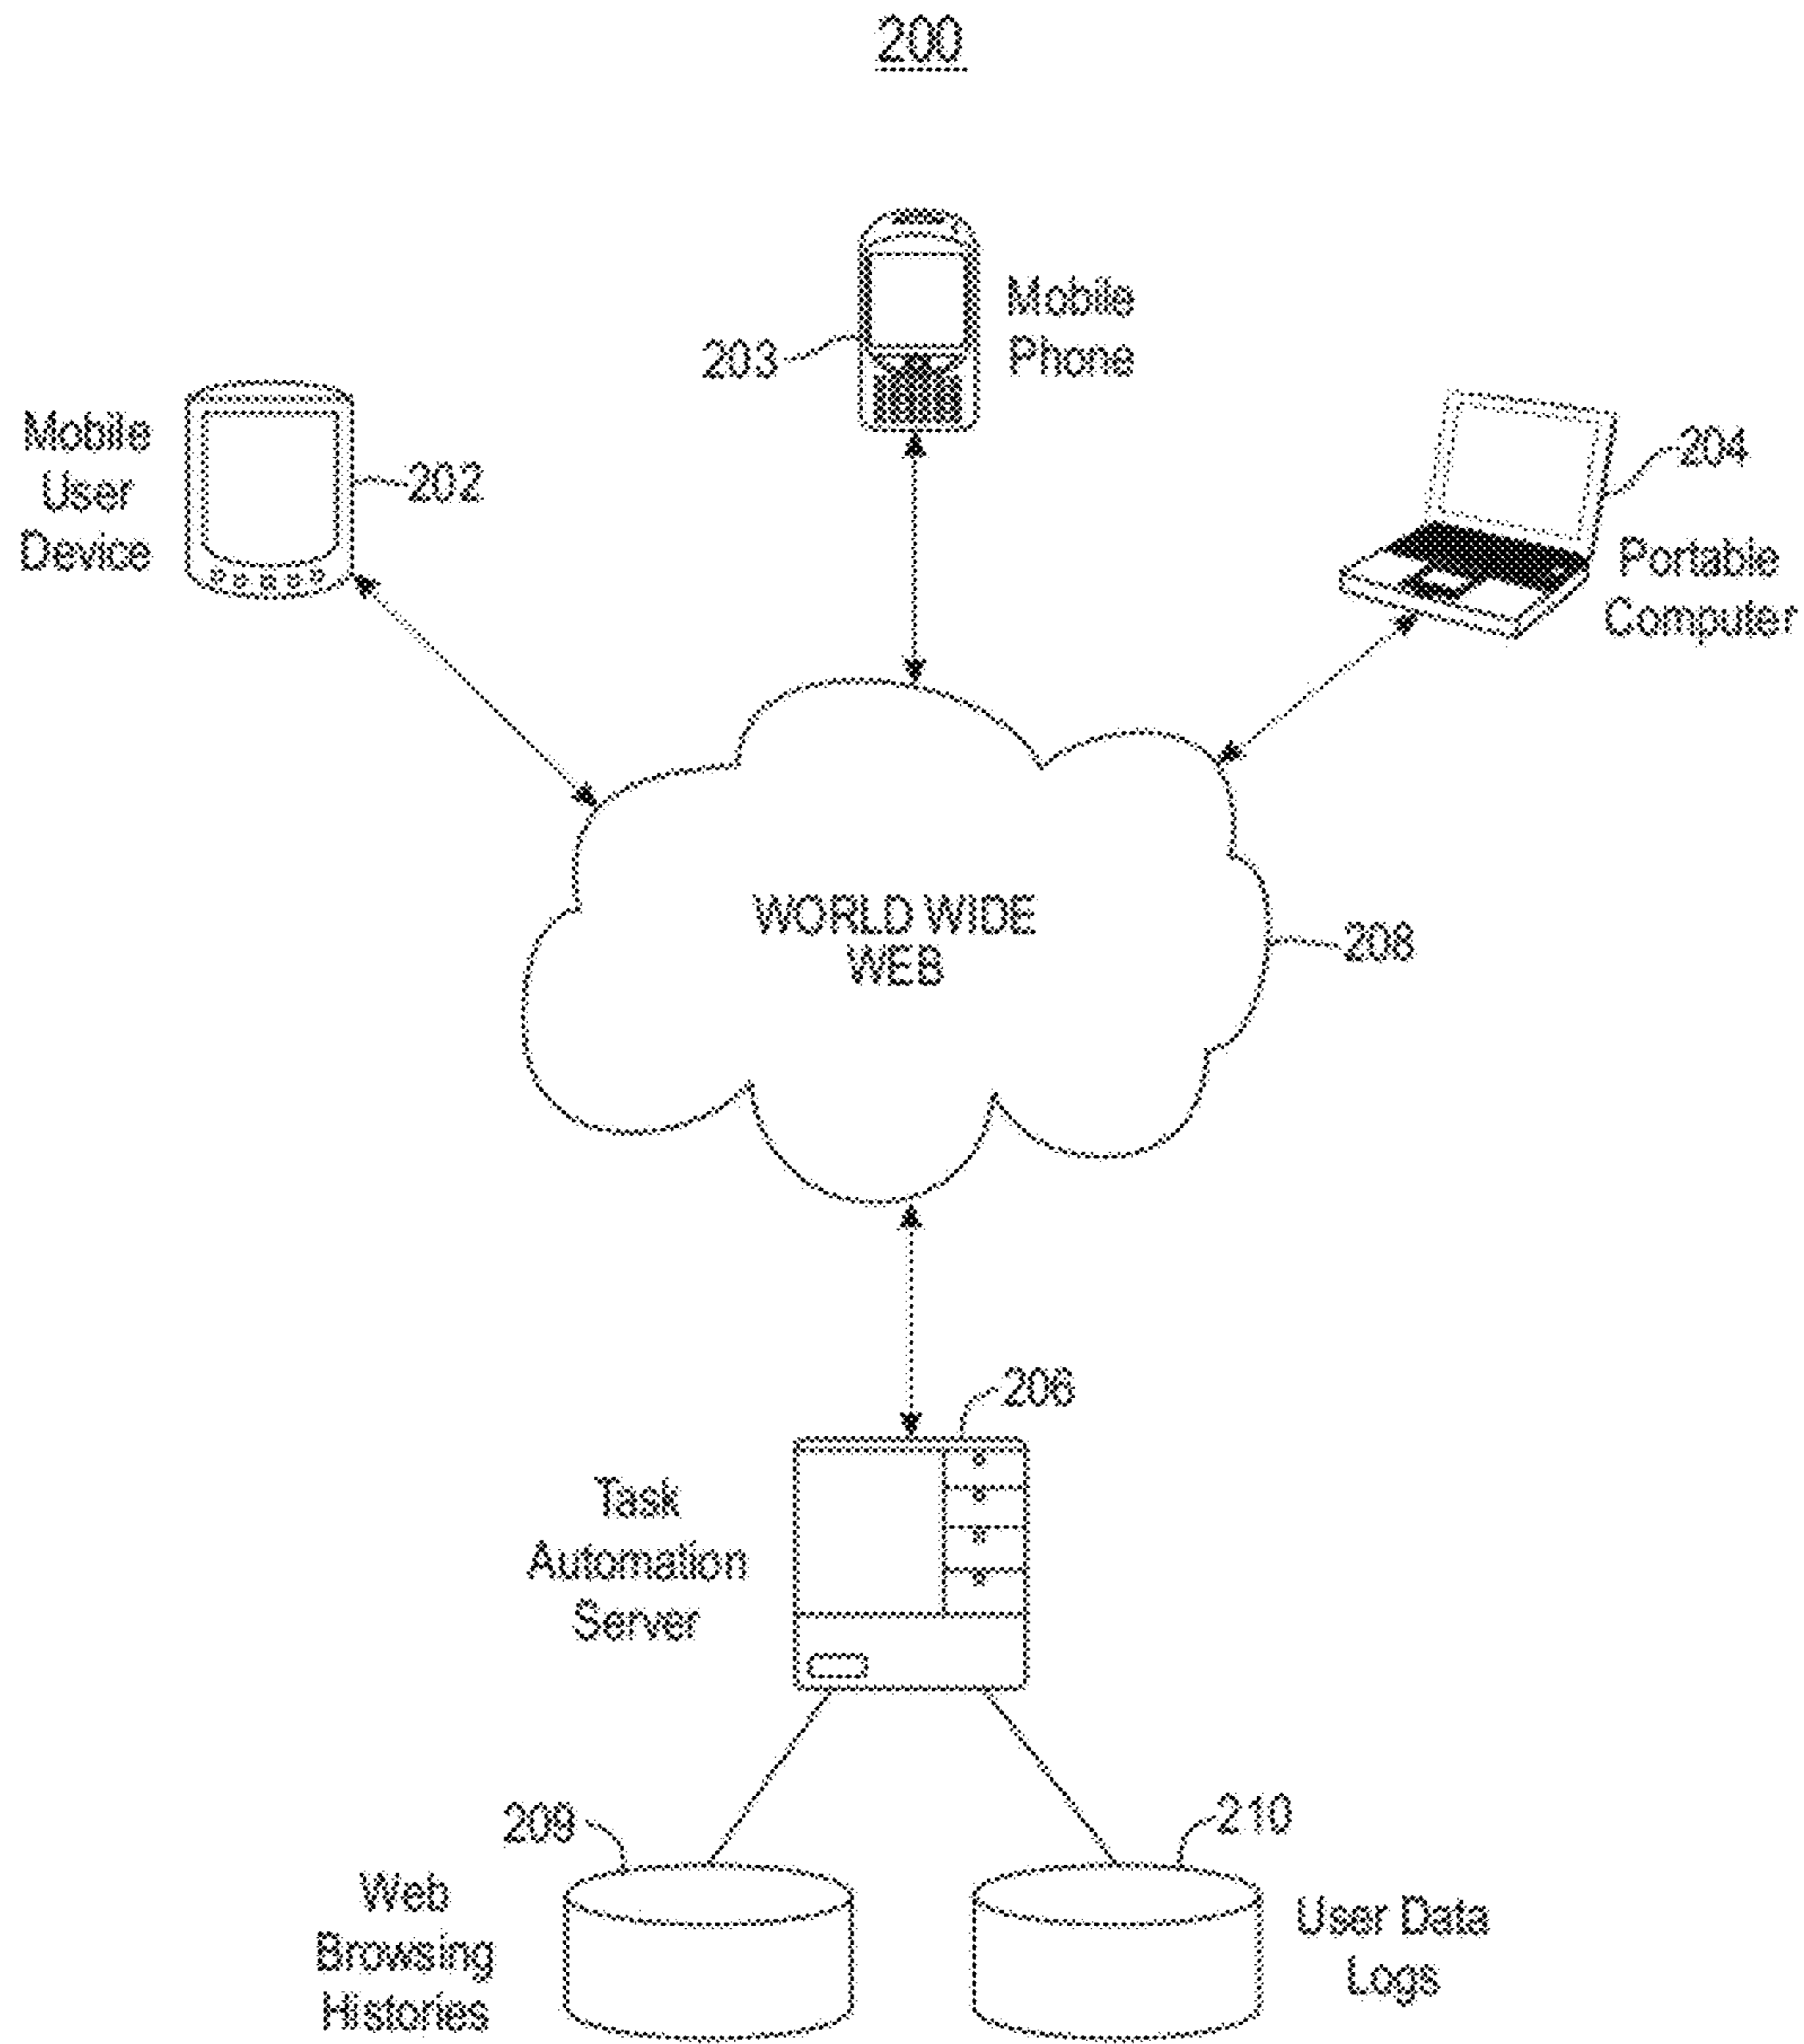 200
Mobile
Phone
203
Mobile
User
Device
202
204
Portable
Computer
WORLD WIDE
WEB
208
206
Task
Automation
Server
209
210
Web
Browsing
Histories
User Data
Logs